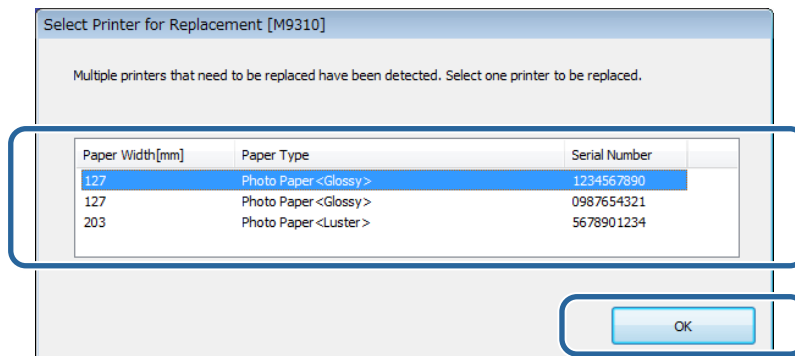 Select Printer for Replacement [M9310]
Multiple printers that need to be replaced have been detected. Select one printer to be replaced.
Paper Width[mm] Paper Type Serial Number
127 Photo Paper<Glossy> 1234567890
127 Photo Paper<Glossy> 0987654321
203 Photo Paper<Luster> 5678901234
OK